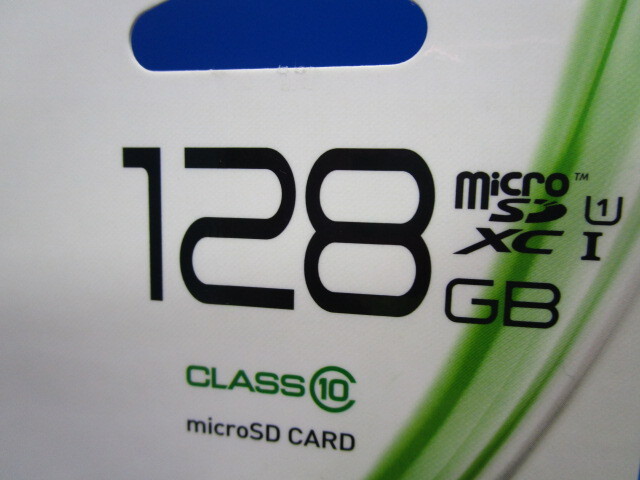 128 GB
micro SD XC I
U1
™
CLASS 10
microSD CARD